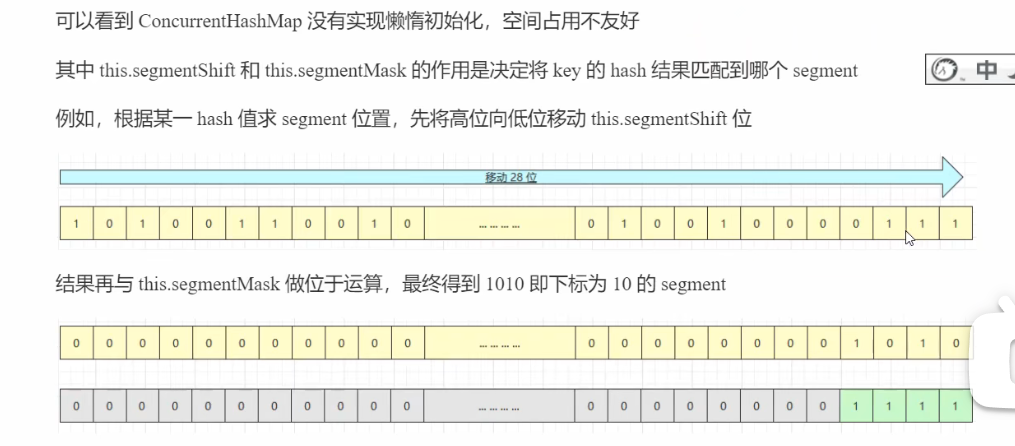 可以看到 ConcurrentHashMap 没有实现懒惰初始化，空间占用不友好
其中 this.segmentShift 和 this.segmentMask 的作用是决定将 key 的 hash 结果匹配到哪个 segment
中
例如，根据某一 hash 值求 segment 位置，先将高位向低位移动 this.segmentShift 位
移动 28 位
1 0 1 0 0 1 1 0 0 1 0 ... ... ... ... 0 1 0 0 1 0 0 0 0 1 1 1
结果再与 this.segmentMask 做位于运算，最终得到 1010 即下标为 10 的 segment
0 0 0 0 0 0 0 0 0 0 0 ... ... ... ... 0 0 0 0 0 0 0 0 1 0 1 0
0 0 0 0 0 0 0 0 0 0 0 ... ... ... ... 0 0 0 0 0 0 0 0 1 1 1 1